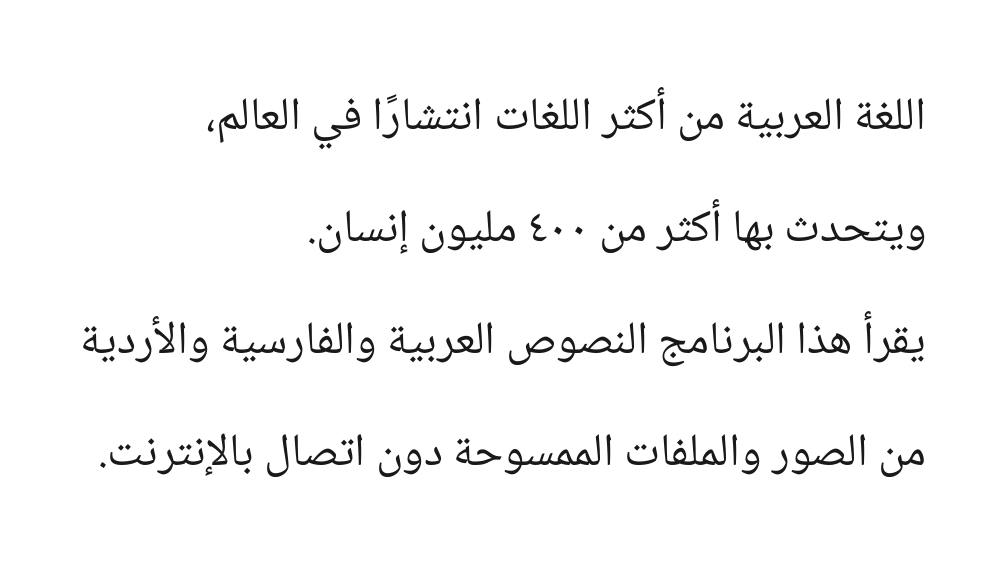 اللغة العربية من أكثر اللغات انتشارًا في العالم،
ويتحدث بها أكثر من ٤٠٠ مليون إنسان.
يقرأ هذا البرنامج النصوص العربية والفارسية والأردية
من الصور والملفات الممسوحة دون اتصال بالإنترنت.